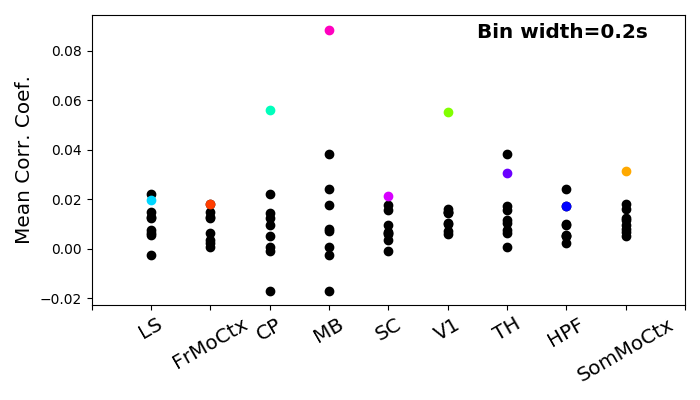 Bin width=0.2s
Mean Corr. Coef.
0.08
0.06
0.04
0.02
0.00
−0.02
LS
FrMoCtx
CP
MB
SC
V1
TH
HPF
SomMoCtx